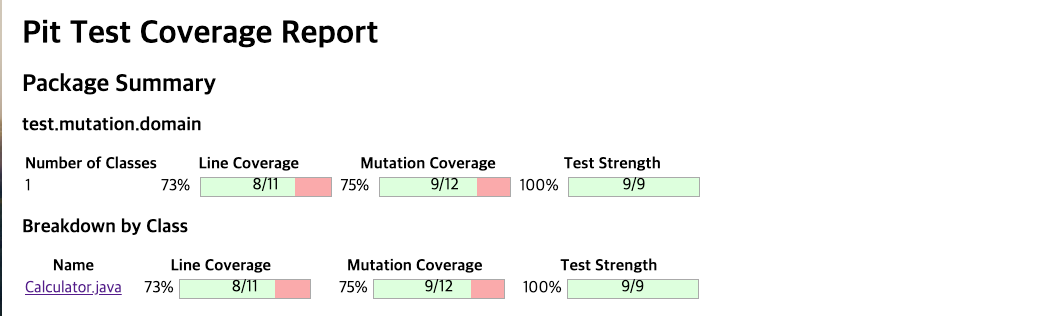 Pit Test Coverage Report
Package Summary
test.mutation.domain
Number of Classes Line Coverage Mutation Coverage Test Strength
1 73% 8/11 75% 9/12 100% 9/9
Breakdown by Class
Name Line Coverage Mutation Coverage Test Strength
Calculator.java 73% 8/11 75% 9/12 100% 9/9